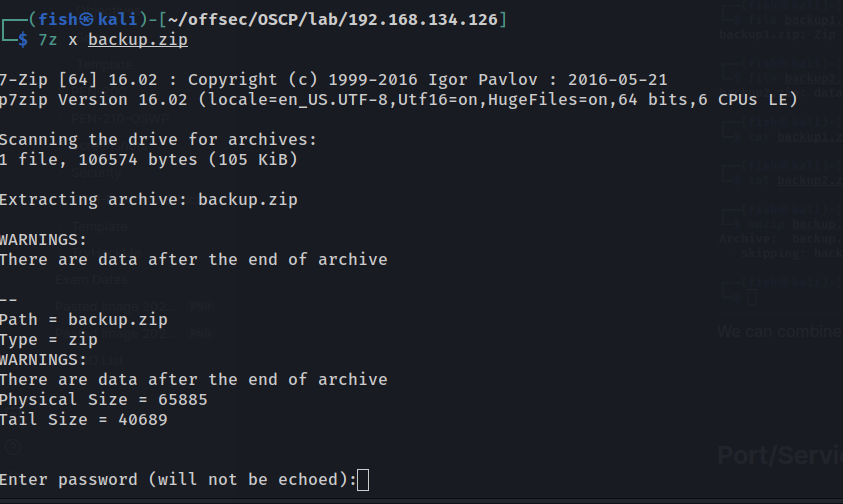 ┌──(fish㉿kali)-[~/offsec/OSCP/lab/192.168.134.126]
└─$ 7z x backup.zip
7-Zip [64] 16.02 : Copyright (c) 1999-2016 Igor Pavlov : 2016-05-21
p7zip Version 16.02 (locale=en_US.UTF-8,Utf16=on,HugeFiles=on,64 bits,6 CPUs LE)
Scanning the drive for archives:
1 file, 106574 bytes (105 KiB)
Extracting archive: backup.zip
WARNINGS:
There are data after the end of archive
--
Path = backup.zip
Type = zip
WARNINGS:
There are data after the end of archive
Physical Size = 65885
Tail Size = 40689
Enter password (will not be echoed):
We can combine
Port/Servi